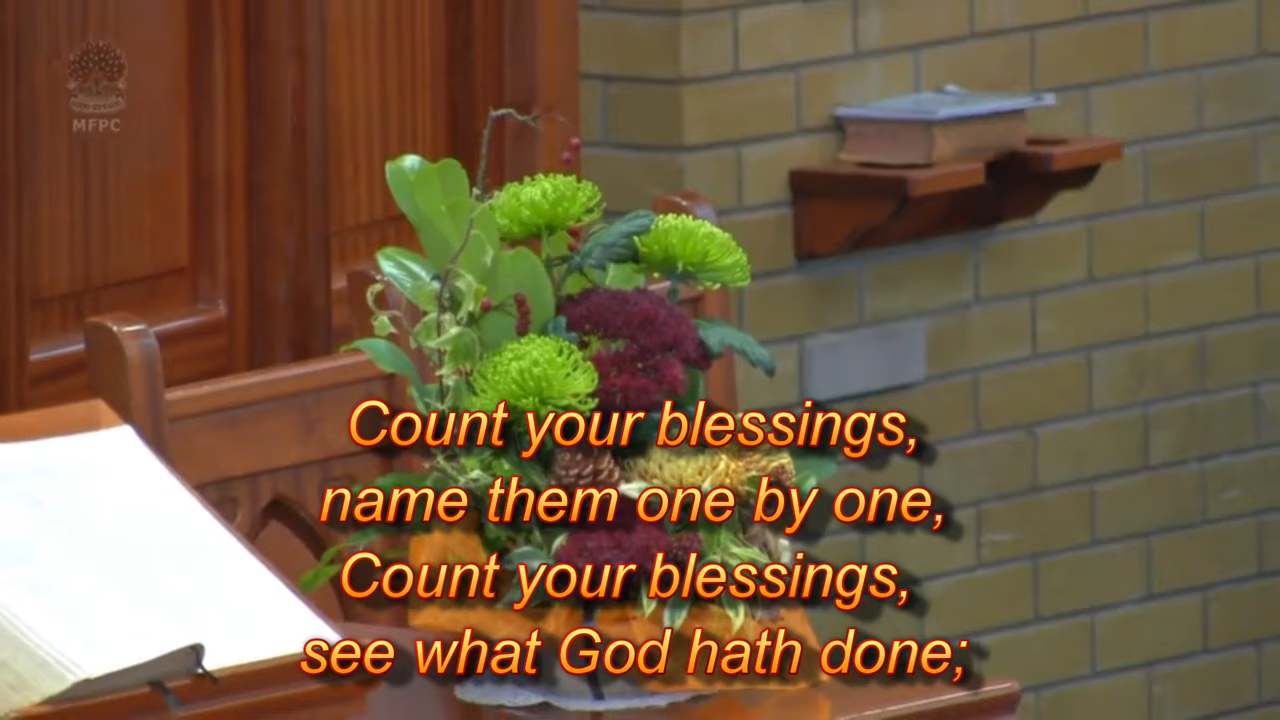 MFPC
Count your blessings,
name them one by one,
Count your blessings,
see what God hath done;